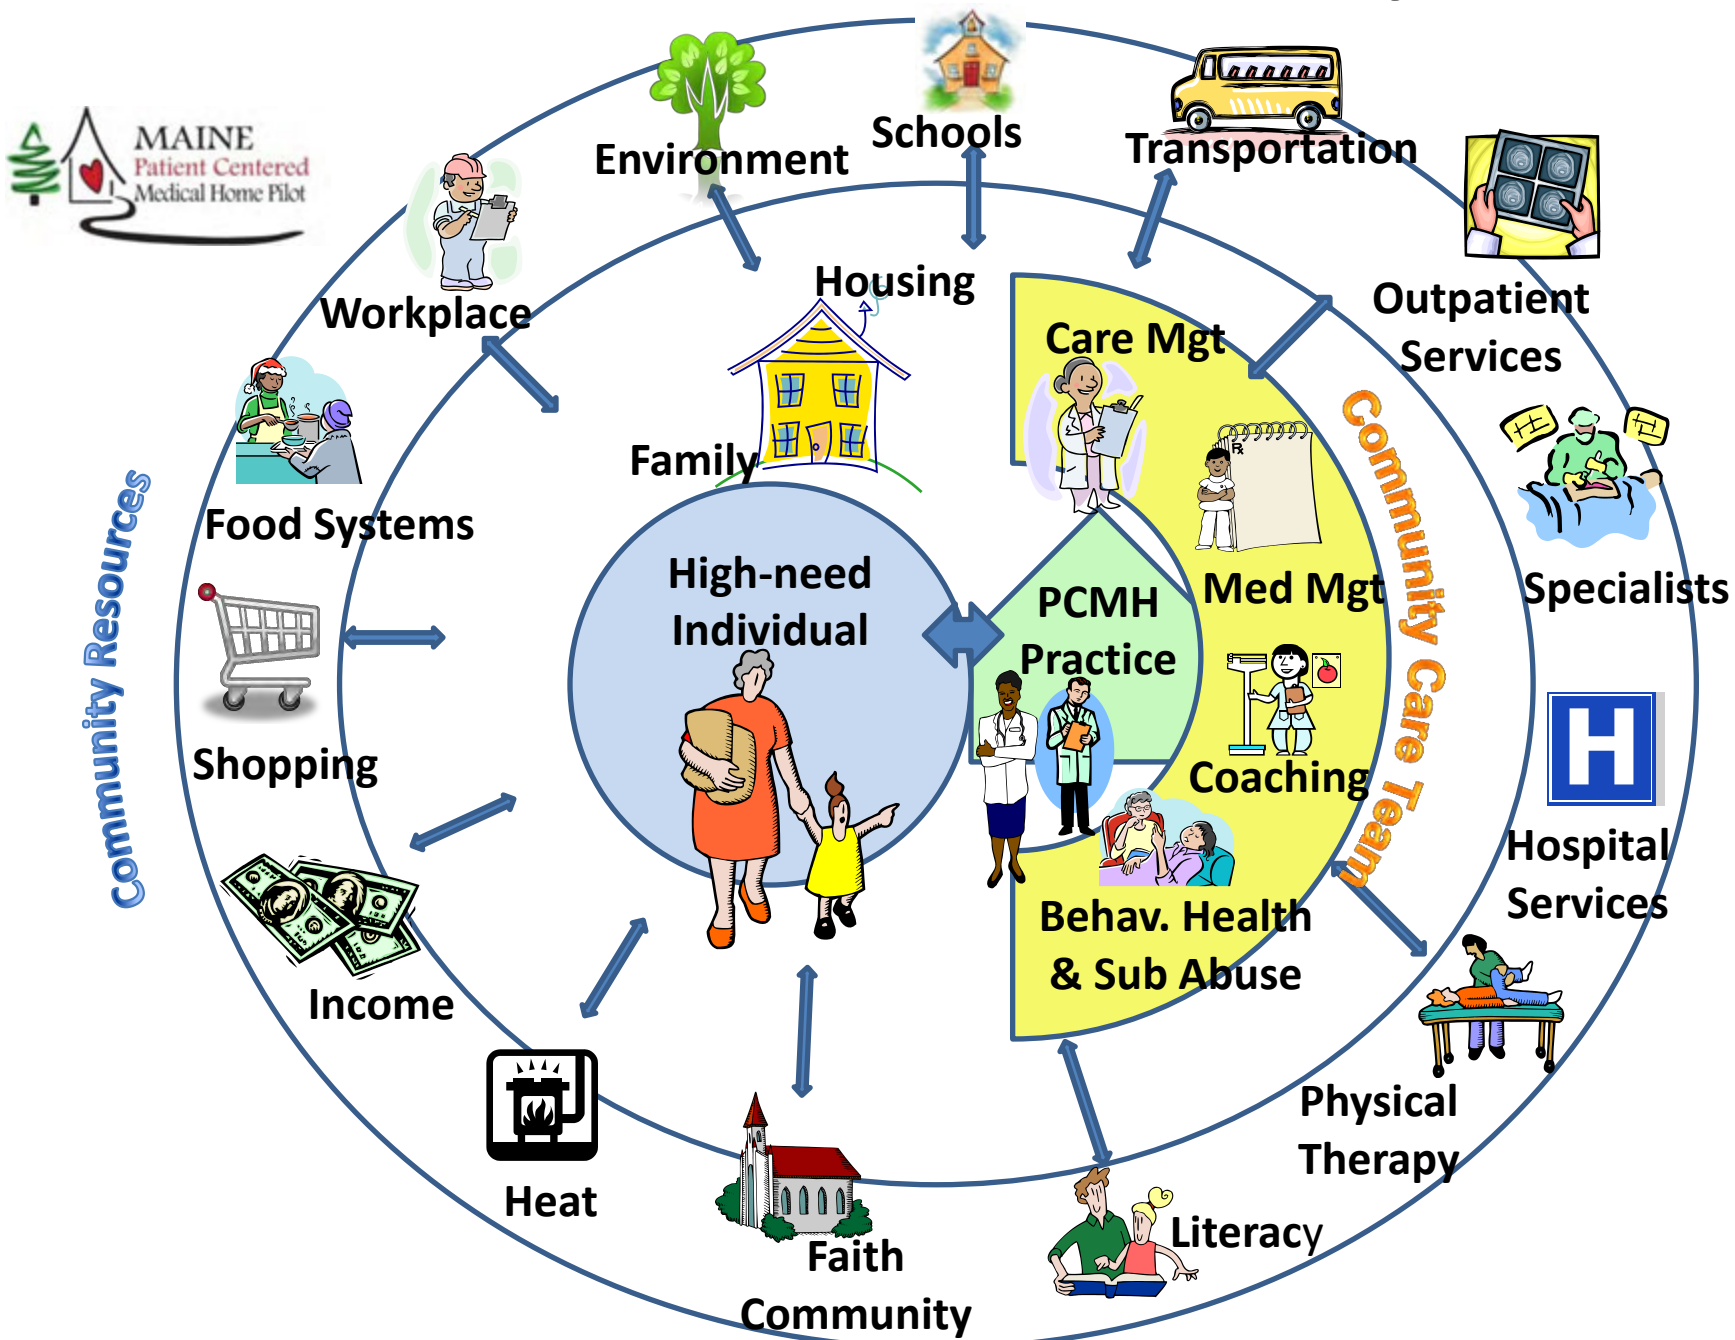 MAINE
Patient Centered
Medical Home Pilot
Environment
Schools
Transportation
Workplace
Housing
Outpatient
Services
Care Mgt
Family
Food Systems
Rx
High-need
Individual
PCMH
Practice
Med Mgt
Specialists
Community Resources
Community Care Team
Shopping
Coaching
H
Hospital
Services
Behav. Health
& Sub Abuse
Income
Physical
Therapy
Heat
Literacy
Faith
Community